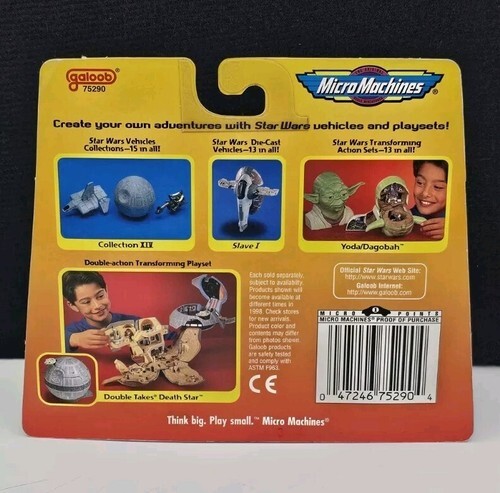 galoob®
75290
MicroMachines®
Create your own adventures with Star Wars vehicles and playsets!
Star Wars Vehicles
Collections–15 in all!
Collection XIX
Star Wars Die-Cast
Vehicles–13 in all!
Slave I
Star Wars Transforming
Action Sets–13 in all!
Yoda/Dagobah™
Double-action Transforming Playset
Double Takes® Death Star™
Each sold separately,
subject to availability.
Products shown will
become available at
different times in
1998. Check stores
for new arrivals.
Product color and
contents may differ
from photos shown.
Galoob products
are safety tested
and comply with
ASTM F963.
CE
Official Star Wars Web Site:
http://www.starwars.com
Galoob Internet:
http://www.galoob.com
MICRO 0 POINTS
MICRO MACHINES® PROOF OF PURCHASE
0 47246 75290 4
Think big. Play small.™ Micro Machines®